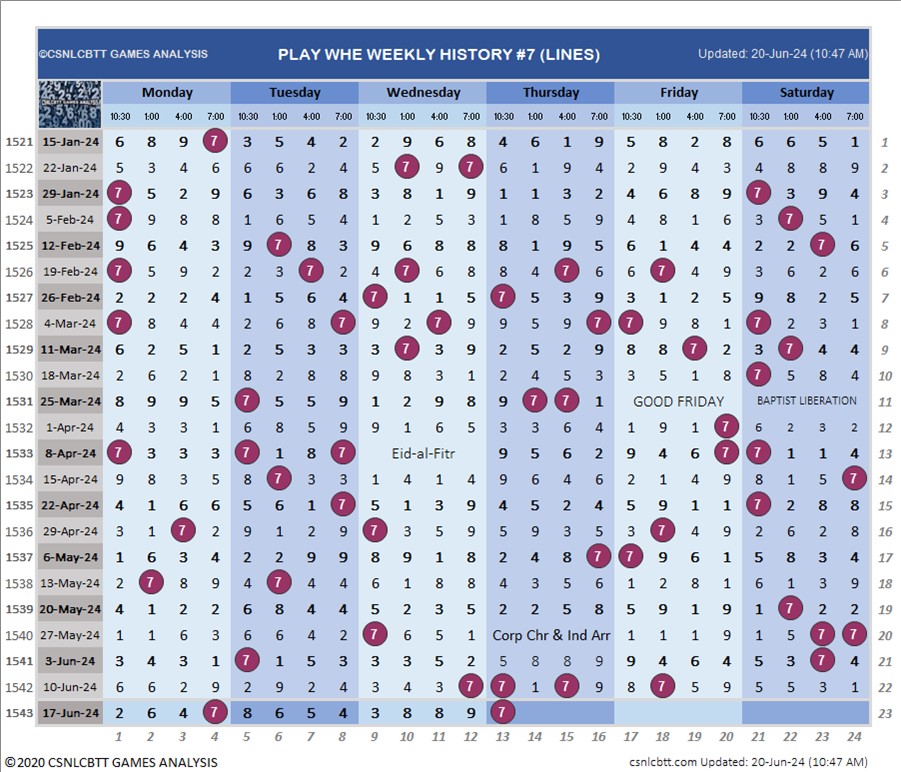 ©CSNLCBTT GAMES ANALYSIS PLAY WHE WEEKLY HISTORY #7 (LINES) Updated: 20-Jun-24 (10:47 AM)
Monday Tuesday Wednesday Thursday Friday Saturday
CSNLCBTT GAMES ANALYSIS 10:30 1:00 4:00 7:00 10:30 1:00 4:00 7:00 10:30 1:00 4:00 7:00 10:30 1:00 4:00 7:00 10:30 1:00 4:00 7:00 10:30 1:00 4:00 7:00
1521 15-Jan-24 6 8 9 7 3 5 4 2 2 9 6 8 4 6 1 9 5 8 2 8 6 6 5 1 1
1522 22-Jan-24 5 3 4 6 6 6 2 4 5 7 2 7 6 1 9 4 2 9 4 3 4 8 8 9 2
1523 29-Jan-24 7 5 2 9 6 3 6 8 3 8 1 9 1 1 3 2 4 6 8 9 7 3 9 4 3
1524 5-Feb-24 7 9 8 8 1 6 5 4 1 2 5 3 1 8 5 9 4 8 1 6 3 7 5 1 4
1525 12-Feb-24 9 6 4 3 9 7 8 3 9 6 8 8 8 1 9 5 6 1 4 4 2 2 7 6 5
1526 19-Feb-24 7 5 9 2 2 3 7 2 4 7 6 8 8 4 7 6 6 7 4 9 3 6 2 6 6
1527 26-Feb-24 2 2 2 4 1 5 6 4 7 1 1 5 7 5 3 9 3 1 2 5 9 8 2 5 7
1528 4-Mar-24 7 8 4 4 2 6 8 7 9 2 7 9 9 5 9 7 7 9 8 1 7 2 3 1 8
1529 11-Mar-24 6 2 5 1 2 5 3 3 3 7 3 9 2 5 2 9 8 8 7 2 3 7 4 4 9
1530 18-Mar-24 2 6 2 1 8 2 8 8 9 8 3 1 2 4 5 3 3 5 1 8 7 5 8 4 10
1531 25-Mar-24 8 9 9 5 7 5 5 9 1 2 9 8 9 7 7 1 GOOD FRIDAY BAPTIST LIBERATION 11
1532 1-Apr-24 4 3 3 1 6 8 5 9 9 1 6 5 3 3 6 4 1 9 1 7 6 2 3 2 12
1533 8-Apr-24 7 3 3 3 7 1 8 7 Eid-al-Fitr 9 5 6 2 9 4 6 7 7 1 1 4 13
1534 15-Apr-24 9 8 3 5 8 7 3 3 1 4 1 4 9 4 6 4 2 1 4 9 8 1 5 7 14
1535 22-Apr-24 4 1 6 6 5 6 1 7 5 1 3 9 4 5 2 4 5 9 1 1 7 2 8 8 15
1536 29-Apr-24 3 1 7 2 9 1 2 9 7 3 5 9 5 9 3 5 3 7 4 9 2 6 2 8 16
1537 6-May-24 1 6 3 4 2 2 9 9 8 9 1 8 2 4 8 7 7 9 6 1 5 8 3 4 17
1538 13-May-24 2 7 8 9 4 7 4 4 6 1 8 8 4 3 5 6 1 2 8 1 6 1 3 9 18
1539 20-May-24 4 1 2 2 6 8 4 4 5 2 3 5 2 2 5 8 5 9 1 9 1 7 2 2 19
1540 27-May-24 1 1 6 3 6 6 4 2 7 6 5 1 Corp Chr & Ind Arr 1 1 1 9 1 5 7 7 20
1541 3-Jun-24 3 4 3 1 7 1 5 3 3 3 5 2 5 8 8 9 9 4 6 4 5 3 7 4 21
1542 10-Jun-24 6 6 2 9 2 9 2 4 3 4 3 7 7 1 7 9 8 7 5 9 5 5 3 1 22
1543 17-Jun-24 2 6 4 7 8 6 5 4 3 8 8 9 7 23
1 2 3 4 5 6 7 8 9 10 11 12 13 14 15 16 17 18 19 20 21 22 23 24
©2020 CSNLCBTT GAMES ANALYSIS csnlcbtt.com Updated: 20-Jun-24 (10:47 AM)